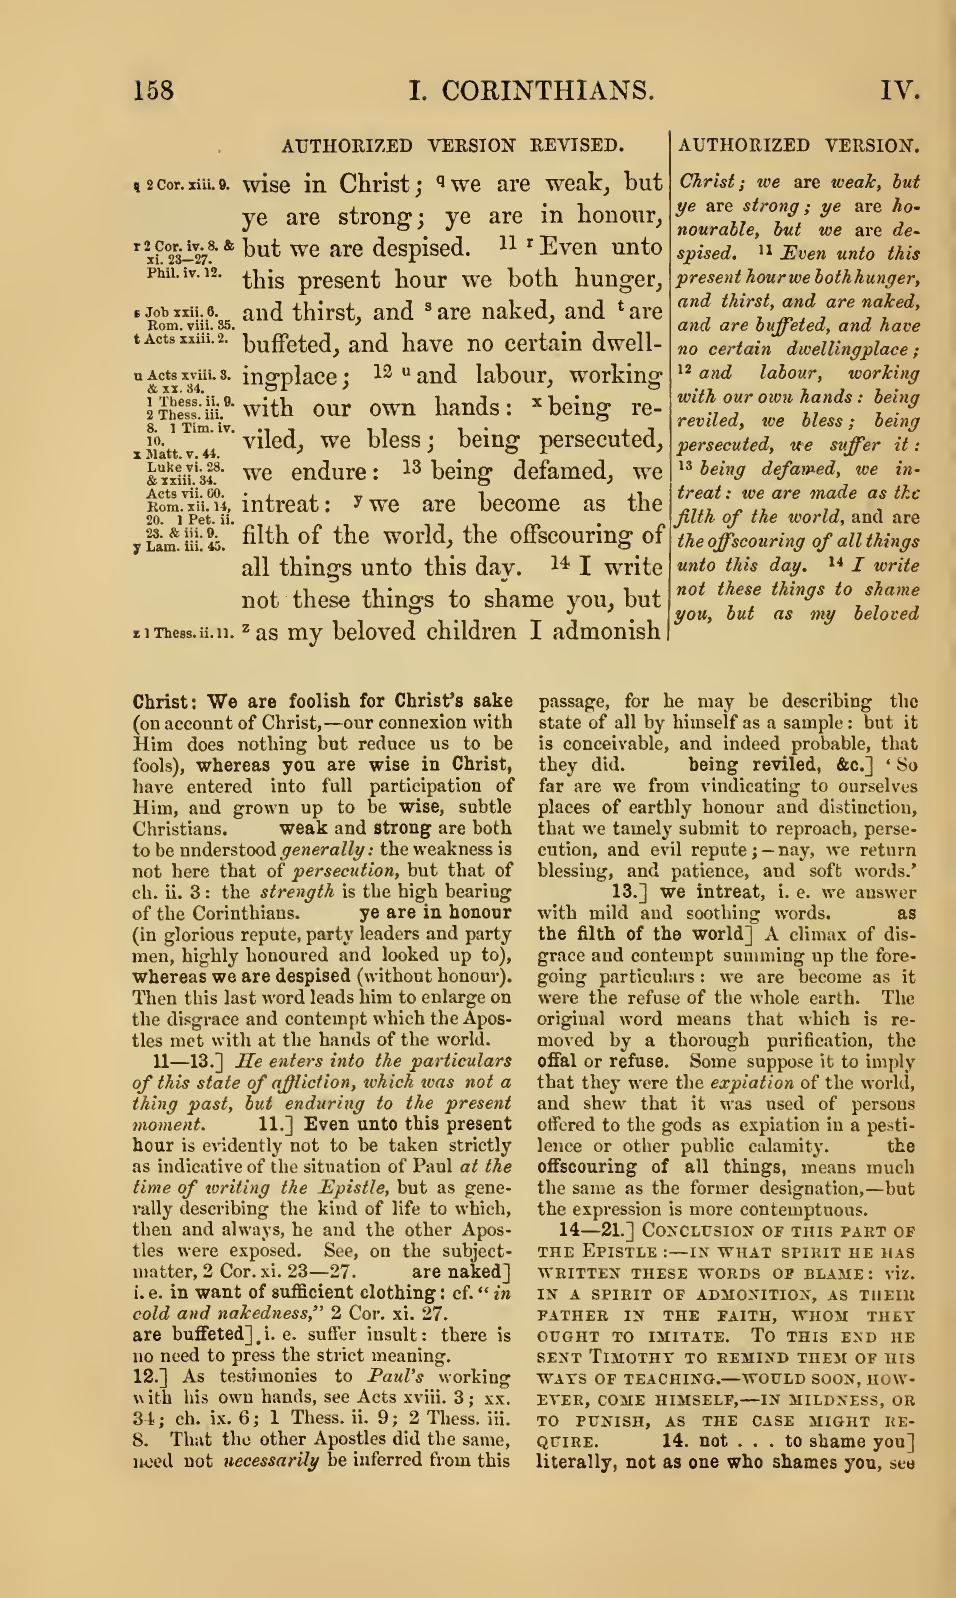 158
I. CORINTHIANS.
IV.
AUTHORIZED VERSION REVISED.
q 2 Cor. xiii. 9.
r 2 Cor. iv. 8. &
xi. 23—27.
Phil. iv. 12.
s Job xxii. 6.
Rom. viii. 35.
t Acts xxiii. 2.
u Acts xviii. 3.
& xx. 34.
1 Thess. ii. 9.
2 Thess. iii.
8. 1 Tim. iv.
10.
x Matt. v. 44.
Luke vi. 28.
& xxiii. 34.
Acts vii. 60.
Rom. xii. 14,
20. 1 Pet. ii.
23. & iii. 9.
y Lam. iii. 45.
z 1 Thess. ii. 11.
wise in Christ; q we are weak, but
ye are strong; ye are in honour,
but we are despised. 11 r Even unto
this present hour we both hunger,
and thirst, and s are naked, and t are
buffeted, and have no certain dwell-
ingplace; 12 u and labour, working
with our own hands: x being re-
viled, we bless; being persecuted,
we endure: 13 being defamed, we
intreat: y we are become as the
filth of the world, the offscouring of
all things unto this day. 14 I write
not these things to shame you, but
z as my beloved children I admonish
AUTHORIZED VERSION.
Christ; we are weak, but
ye are strong; ye are ho-
nourable, but we are de-
spised. 11 Even unto this
present hour we both hunger,
and thirst, and are naked,
and are buffeted, and have
no certain dwellingplace;
12 and labour, working
with our own hands: being
reviled, we bless; being
persecuted, we suffer it:
13 being defamed, we in-
treat: we are made as the
filth of the world, and are
the offscouring of all things
unto this day. 14 I write
not these things to shame
you, but as my beloved
Christ: We are foolish for Christ's sake
(on account of Christ,—our connexion with
Him does nothing but reduce us to be
fools), whereas you are wise in Christ,
have entered into full participation of
Him, and grown up to be wise, subtle
Christians. weak and strong are both
to be understood generally: the weakness is
not here that of persecution, but that of
ch. ii. 3: the strength is the high bearing
of the Corinthians. ye are in honour
(in glorious repute, party leaders and party
men, highly honoured and looked up to),
whereas we are despised (without honour).
Then this last word leads him to enlarge on
the disgrace and contempt which the Apos-
tles met with at the hands of the world.
11—13.] He enters into the particulars
of this state of affliction, which was not a
thing past, but enduring to the present
moment. 11.] Even unto this present
hour is evidently not to be taken strictly
as indicative of the situation of Paul at the
time of writing the Epistle, but as gene-
rally describing the kind of life to which,
then and always, he and the other Apos-
tles were exposed. See, on the subject-
matter, 2 Cor. xi. 23—27. are naked]
i. e. in want of sufficient clothing: cf. "in
cold and nakedness," 2 Cor. xi. 27.
are buffeted] i. e. suffer insult: there is
no need to press the strict meaning.
12.] As testimonies to Paul's working
with his own hands, see Acts xviii. 3; xx.
34; ch. ix. 6; 1 Thess. ii. 9; 2 Thess. iii.
8. That the other Apostles did the same,
need not necessarily be inferred from this
passage, for he may be describing the
state of all by himself as a sample: but it
is conceivable, and indeed probable, that
they did. being reviled, &c.] 'So
far are we from vindicating to ourselves
places of earthly honour and distinction,
that we tamely submit to reproach, perse-
cution, and evil repute;—nay, we return
blessing, and patience, and soft words.'
13.] we intreat, i. e. we answer
with mild and soothing words. as
the filth of the world] A climax of dis-
grace and contempt summing up the fore-
going particulars: we are become as it
were the refuse of the whole earth. The
original word means that which is re-
moved by a thorough purification, the
offal or refuse. Some suppose it to imply
that they were the expiation of the world,
and shew that it was used of persons
offered to the gods as expiation in a pesti-
lence or other public calamity. the
offscouring of all things, means much
the same as the former designation,—but
the expression is more contemptuous.
14—21.] CONCLUSION OF THIS PART OF
THE EPISTLE:—IN WHAT SPIRIT HE HAS
WRITTEN THESE WORDS OF BLAME: viz.
IN A SPIRIT OF ADMONITION, AS THEIR
FATHER IN THE FAITH, WHOM THEY
OUGHT TO IMITATE. TO THIS END HE
SENT TIMOTHY TO REMIND THEM OF HIS
WAYS OF TEACHING.—WOULD SOON, HOW-
EVER, COME HIMSELF,—IN MILDNESS, OR
TO PUNISH, AS THE CASE MIGHT RE-
QUIRE. 14. not . . . to shame you]
literally, not as one who shames you, see